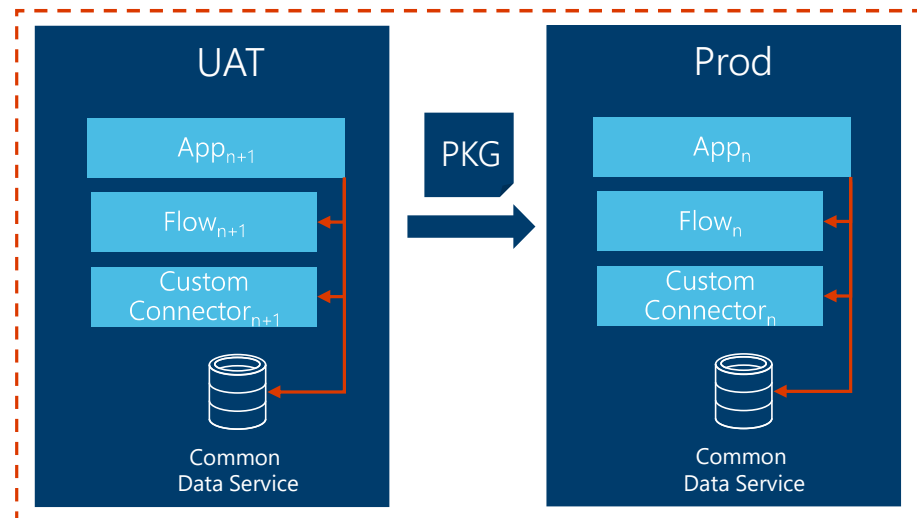 UAT
App n+1
Flow n+1
Custom
Connector n+1
Common
Data Service
PKG
Prod
App n
Flow n
Custom
Connector n
Common
Data Service